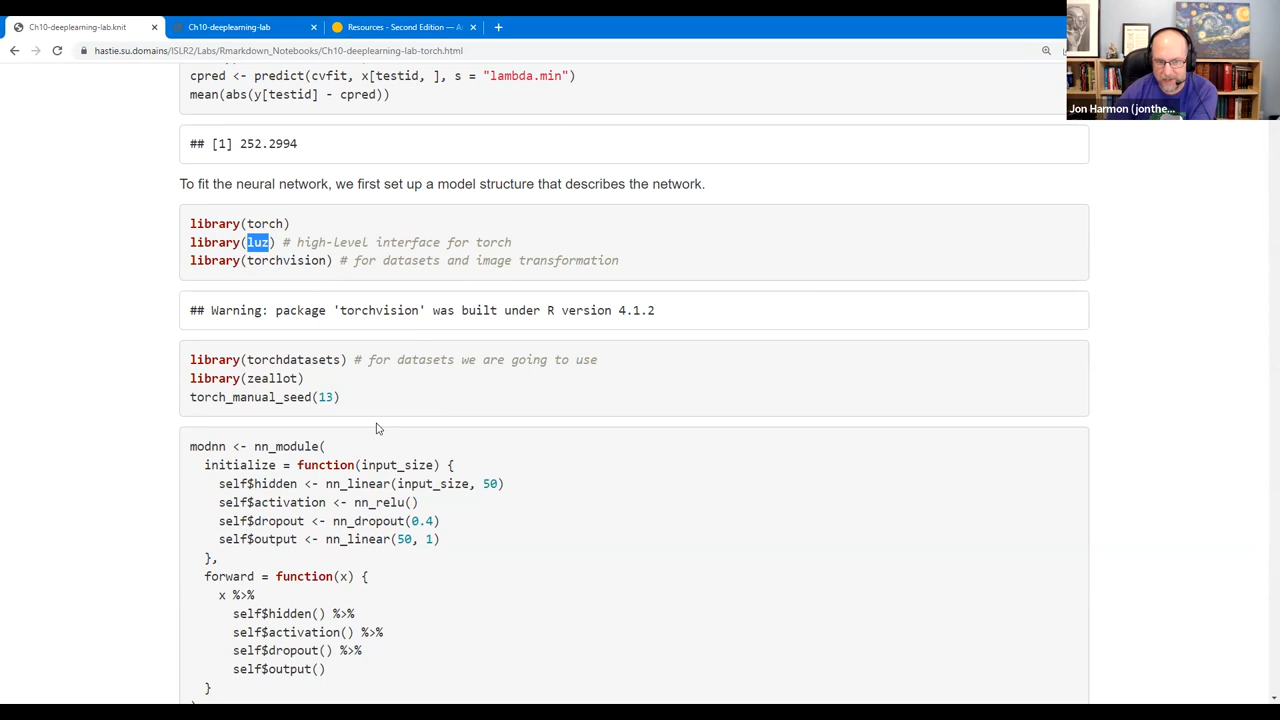 Ch10-deeplearning-lab.knit
Ch10-deeplearning-lab
Resources - Second Edition — A
hastie.su.domains/ISLR2/Labs/Rmarkdown_Notebooks/Ch10-deeplearning-lab-torch.html
Jon Harmon (jonthe...
cpred <- predict(cvfit, x[testid, ], s = "lambda.min")
mean(abs(y[testid] - cpred))
## [1] 252.2994
To fit the neural network, we first set up a model structure that describes the network.
library(torch)
library(luz) # high-level interface for torch
library(torchvision) # for datasets and image transformation
## Warning: package 'torchvision' was built under R version 4.1.2
library(torchdatasets) # for datasets we are going to use
library(zeallot)
torch_manual_seed(13)
modnn <- nn_module(
initialize = function(input_size) {
self$hidden <- nn_linear(input_size, 50)
self$activation <- nn_relu()
self$dropout <- nn_dropout(0.4)
self$output <- nn_linear(50, 1)
},
forward = function(x) {
x %>%
self$hidden() %>%
self$activation() %>%
self$dropout() %>%
self$output()
}